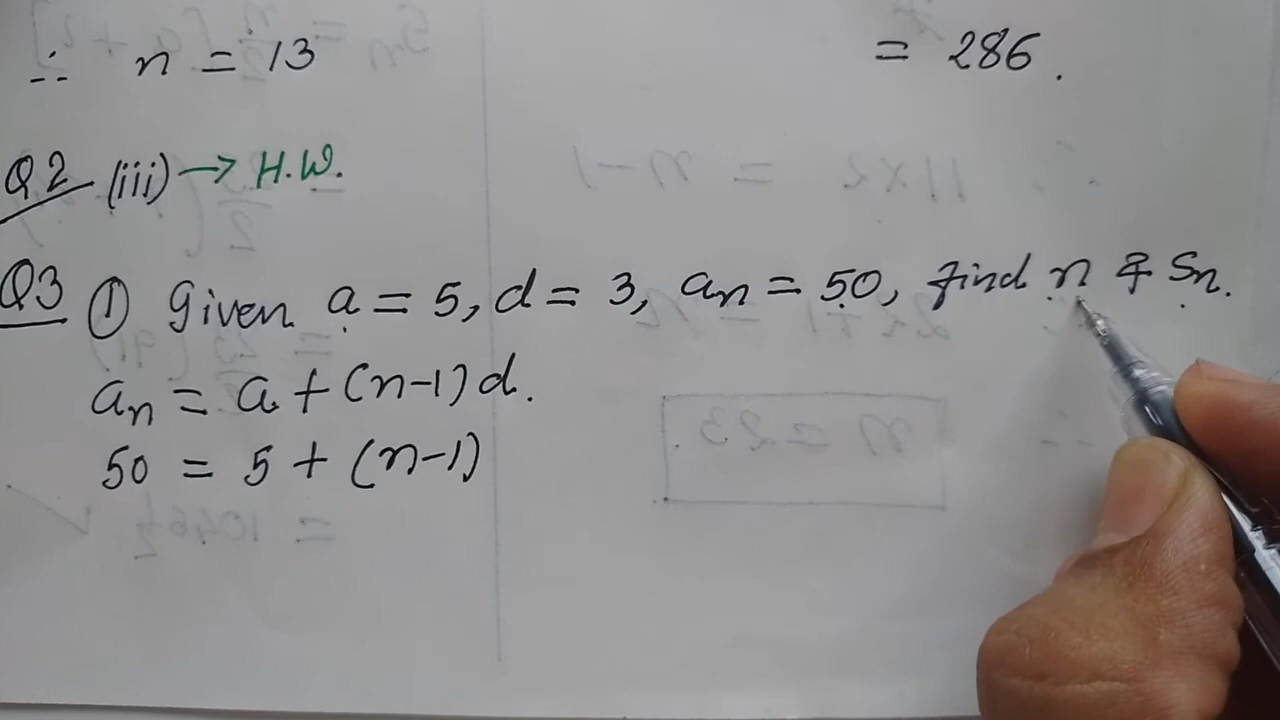 ∴ n = 13
= 286.
Q2 (iii) → H.W.
Q3 ① Given a = 5, d = 3, aₙ = 50, find n & Sₙ.
aₙ = a + (n-1)d.
50 = 5 + (n-1)